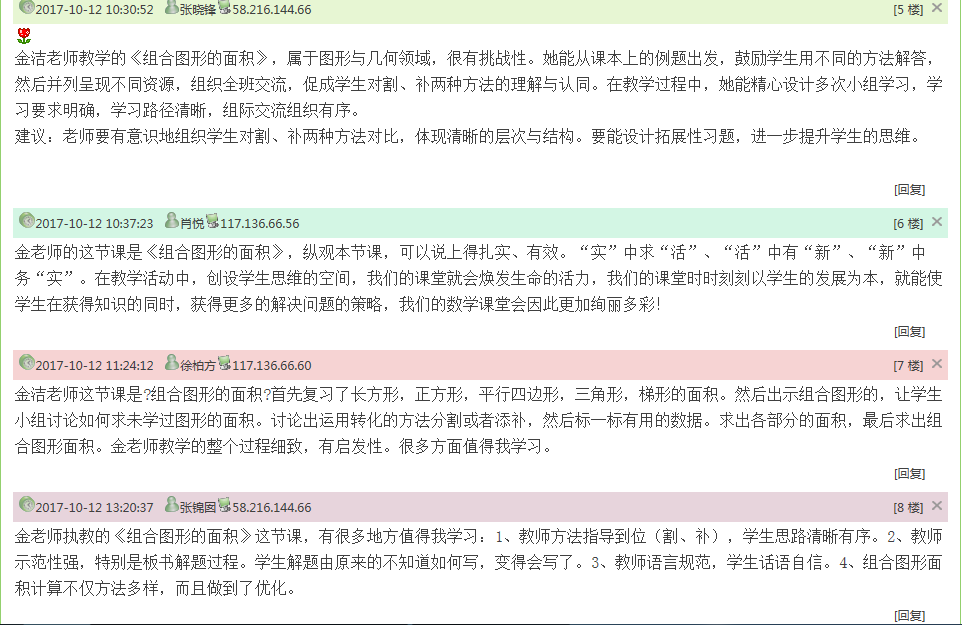 2017-10-12 10:30:52 张晓锋 58.216.144.66 [5 楼]
金洁老师教学的《组合图形的面积》，属于图形与几何领域，很有挑战性。她能从课本上的例题出发，鼓励学生用不同的方法解答，
然后并列呈现不同资源，组织全班交流，促成学生对割、补两种方法的理解与认同。在教学过程中，她能精心设计多次小组学习，学
习要求明确，学习路径清晰，组际交流组织有序。
建议：老师要有意识地组织学生对割、补两种方法对比，体现清晰的层次与结构。要能设计拓展性习题，进一步提升学生的思维。
[回复]
2017-10-12 10:37:23 肖悦 117.136.66.56 [6 楼]
金老师的这节课是《组合图形的面积》，纵观本节课，可以说上得扎实、有效。“实”中求“活”、“活”中有“新”、“新”中
务“实”。在教学活动中，创设学生思维的空间，我们的课堂就会焕发生命的活力，我们的课堂时时刻刻以学生的发展为本，就能使
学生在获得知识的同时，获得更多的解决问题的策略，我们的数学课堂会因此更加绚丽多彩！
[回复]
2017-10-12 11:24:12 徐柏方 117.136.66.60 [7 楼]
金洁老师这节课是?组合图形的面积?首先复习了长方形，正方形，平行四边形，三角形，梯形的面积。然后出示组合图形的，让学生
小组讨论如何求未学过图形的面积。讨论出运用转化的方法分割或者添补，然后标一标有用的数据。求出各部分的面积，最后求出组
合图形面积。金老师教学的整个过程细致，有启发性。很多方面值得我学习。
[回复]
2017-10-12 13:20:37 张锦囡 58.216.144.66 [8 楼]
金老师执教的《组合图形的面积》这节课，有很多地方值得我学习：1、教师方法指导到位（割、补），学生思路清晰有序。2、教师
示范性强，特别是板书解题过程。学生解题由原来的不知道如何写，变得会写了。3、教师语言规范，学生话语自信。4、组合图形面
积计算不仅方法多样，而且做到了优化。
[回复]